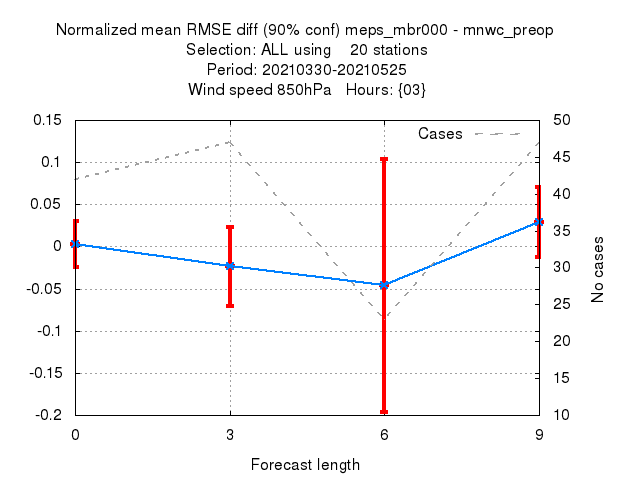 Normalized mean RMSE diff (90% conf) meps_mbr000 - mnwc_preop
Selection: ALL using 20 stations
Period: 20210330-20210525
Wind speed 850hPa Hours: {03}
Cases
0.15
0.1
0.05
0
-0.05
-0.1
-0.15
-0.2
50
45
40
35
30
25
20
15
10
No cases
0 3 6 9
Forecast length